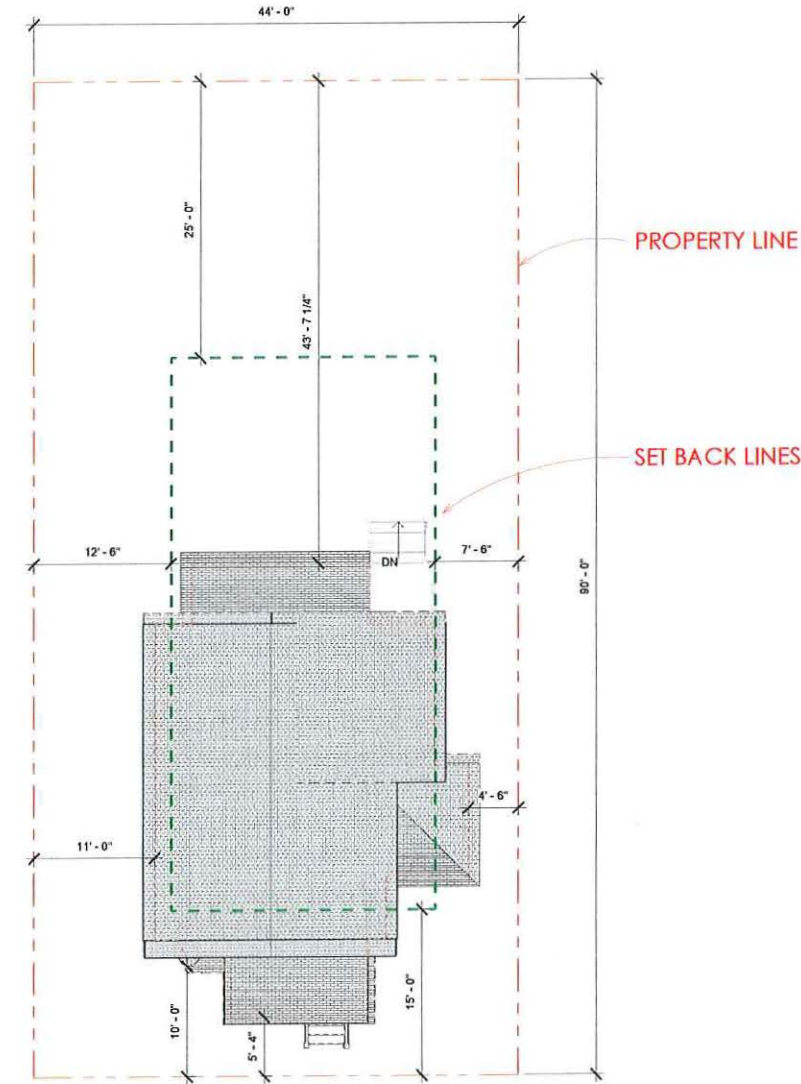 44' - 0"
25' - 0"
43' - 7 1/4"
PROPERTY LINE
SET BACK LINES
12' - 6"
DN
7' - 6"
90' - 0"
4' - 6"
11' - 0"
10' - 0"
5' - 4"
15' - 0"